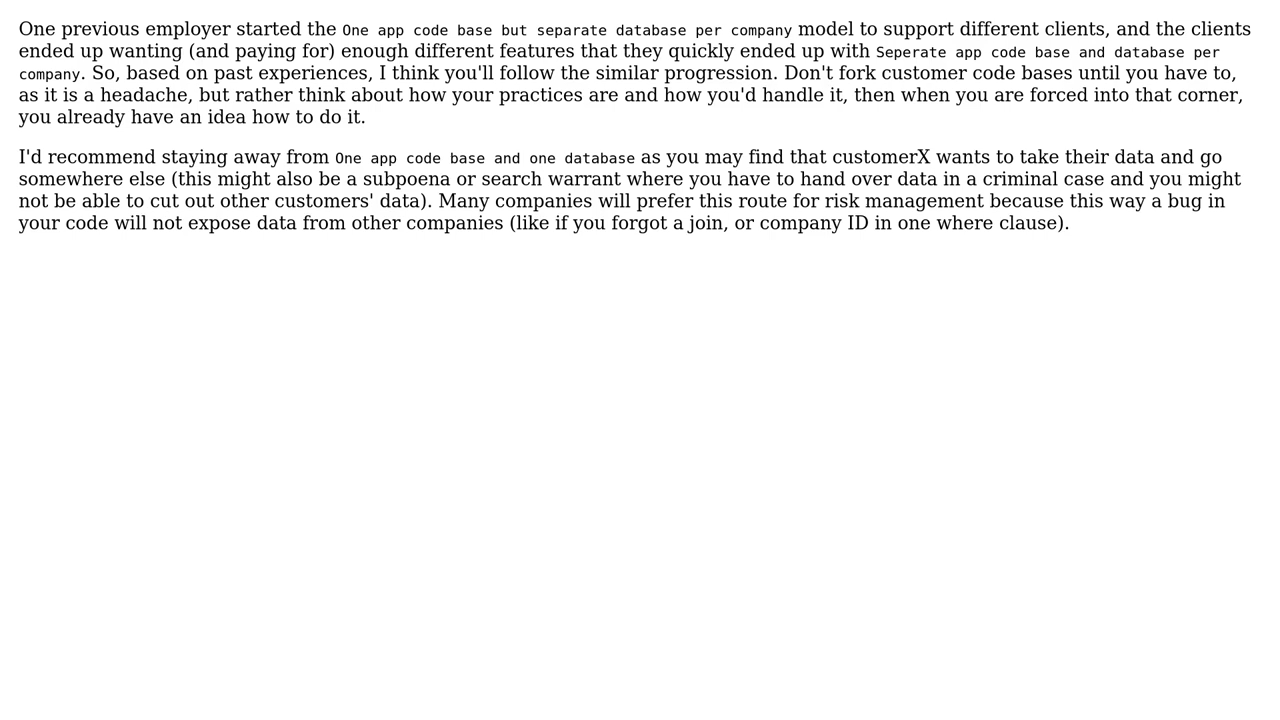 One previous employer started the One app code base but separate database per company model to support different clients, and the clients
ended up wanting (and paying for) enough different features that they quickly ended up with Seperate app code base and database per
company. So, based on past experiences, I think you'll follow the similar progression. Don't fork customer code bases until you have to,
as it is a headache, but rather think about how your practices are and how you'd handle it, then when you are forced into that corner,
you already have an idea how to do it.
I'd recommend staying away from One app code base and one database as you may find that customerX wants to take their data and go
somewhere else (this might also be a subpoena or search warrant where you have to hand over data in a criminal case and you might
not be able to cut out other customers' data). Many companies will prefer this route for risk management because this way a bug in
your code will not expose data from other companies (like if you forgot a join, or company ID in one where clause).